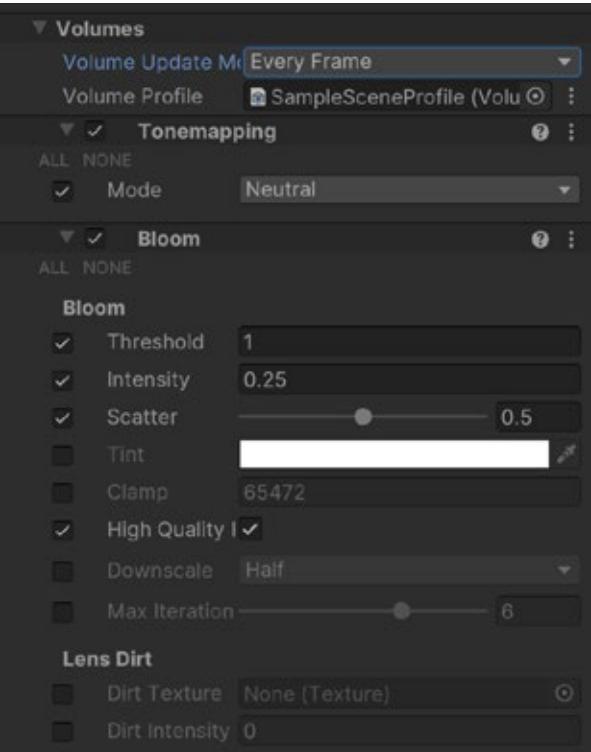 Volumes
Volume Update Mo Every Frame
Volume Profile SampleSceneProfile (Volu
Tonemapping
ALL NONE
Mode Neutral
Bloom
ALL NONE
Bloom
Threshold 1
Intensity 0.25
Scatter 0.5
Tint
Clamp 65472
High Quality
Downscale Half
Max Iteration 6
Lens Dirt
Dirt Texture None (Texture)
Dirt Intensity 0